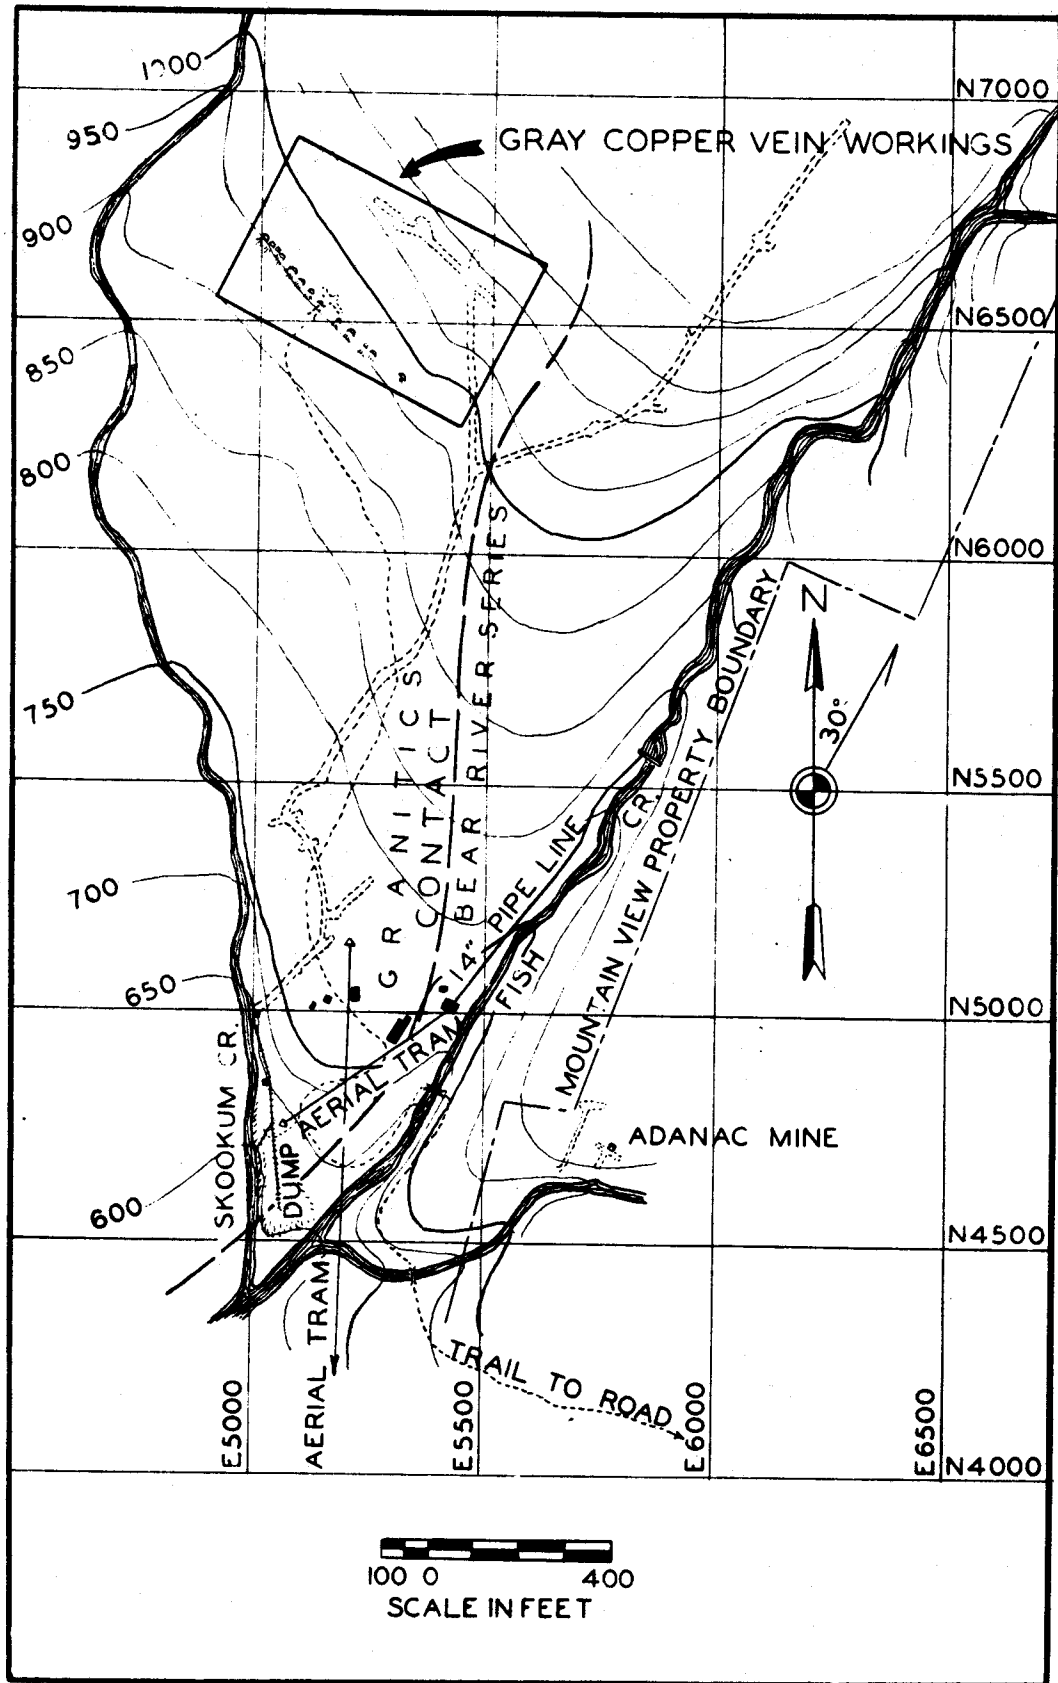 1000
N7000
950
GRAY COPPER VEIN WORKINGS
900
N6500
850
800
N6000
N
30°
750
GRANITICS
CONTACT
BEAR RIVER SERIES
MOUNTAIN VIEW PROPERTY BOUNDARY
N5500
14" PIPE LINE
FISH CR.
700
650
N5000
SKOOKUM CR.
AERIAL TRAM
DUMP
ADANAC MINE
600
N4500
AERIAL TRAM
TRAIL TO ROAD
E5000
E5500
E6000
E6500
N4000
100 0 400
SCALE IN FEET